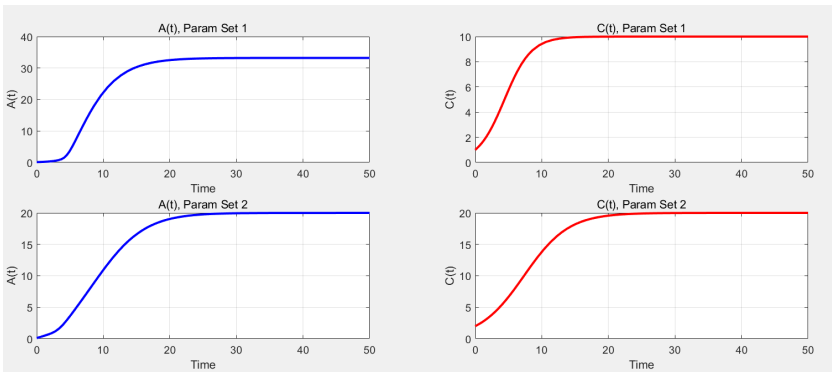 A(t), Param Set 1
40
30
20
10
0
A(t)
0 10 20 30 40 50
Time
C(t), Param Set 1
10
8
6
4
2
0
C(t)
0 10 20 30 40 50
Time
A(t), Param Set 2
20
15
10
5
0
A(t)
0 10 20 30 40 50
Time
C(t), Param Set 2
20
15
10
5
0
C(t)
0 10 20 30 40 50
Time